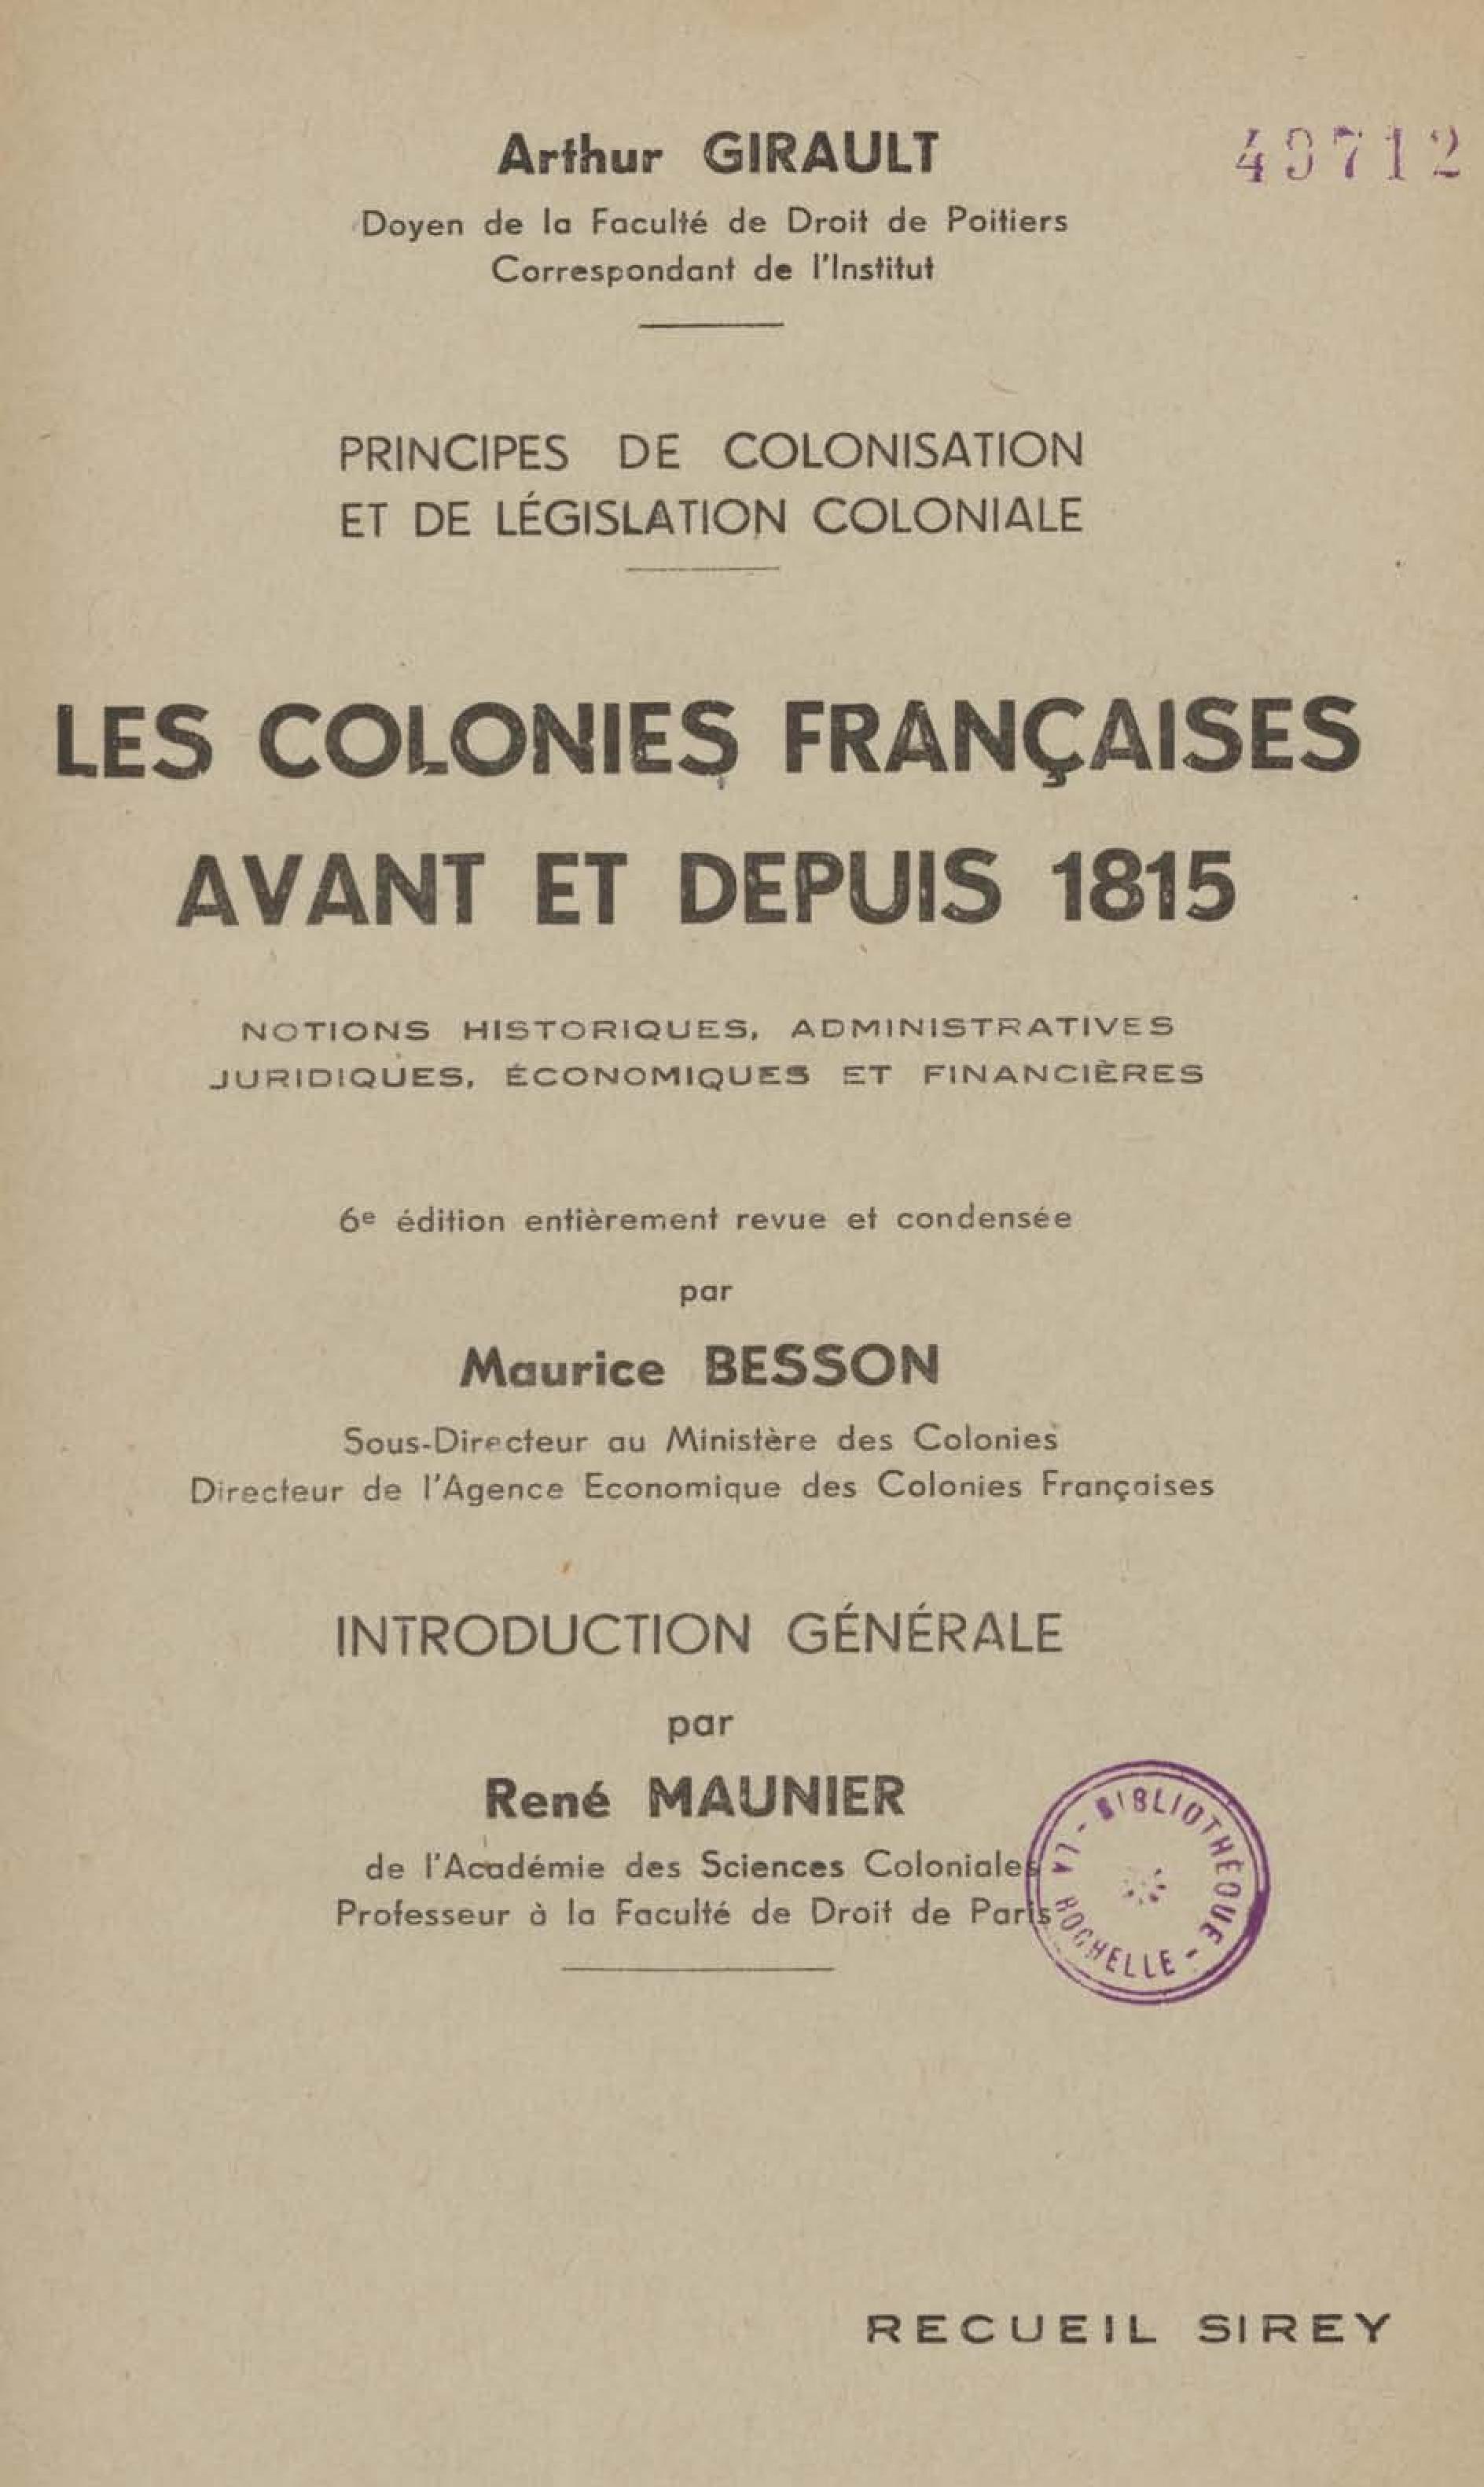 Arthur GIRAULT
49712
Doyen de la Faculté de Droit de Poitiers
Correspondant de l'Institut
PRINCIPES DE COLONISATION
ET DE LÉGISLATION COLONIALE
LES COLONIES FRANÇAISES
AVANT ET DEPUIS 1815
NOTIONS HISTORIQUES, ADMINISTRATIVES
JURIDIQUES, ÉCONOMIQUES ET FINANCIÈRES
6e édition entièrement revue et condensée
par
Maurice BESSON
Sous-Directeur au Ministère des Colonies
Directeur de l'Agence Economique des Colonies Françaises
INTRODUCTION GÉNÉRALE
par
René MAUNIER
de l'Académie des Sciences Coloniales
Professeur à la Faculté de Droit de Paris
- BIBLIOTHÈQUE - LA ROCHELLE
RECUEIL SIREY